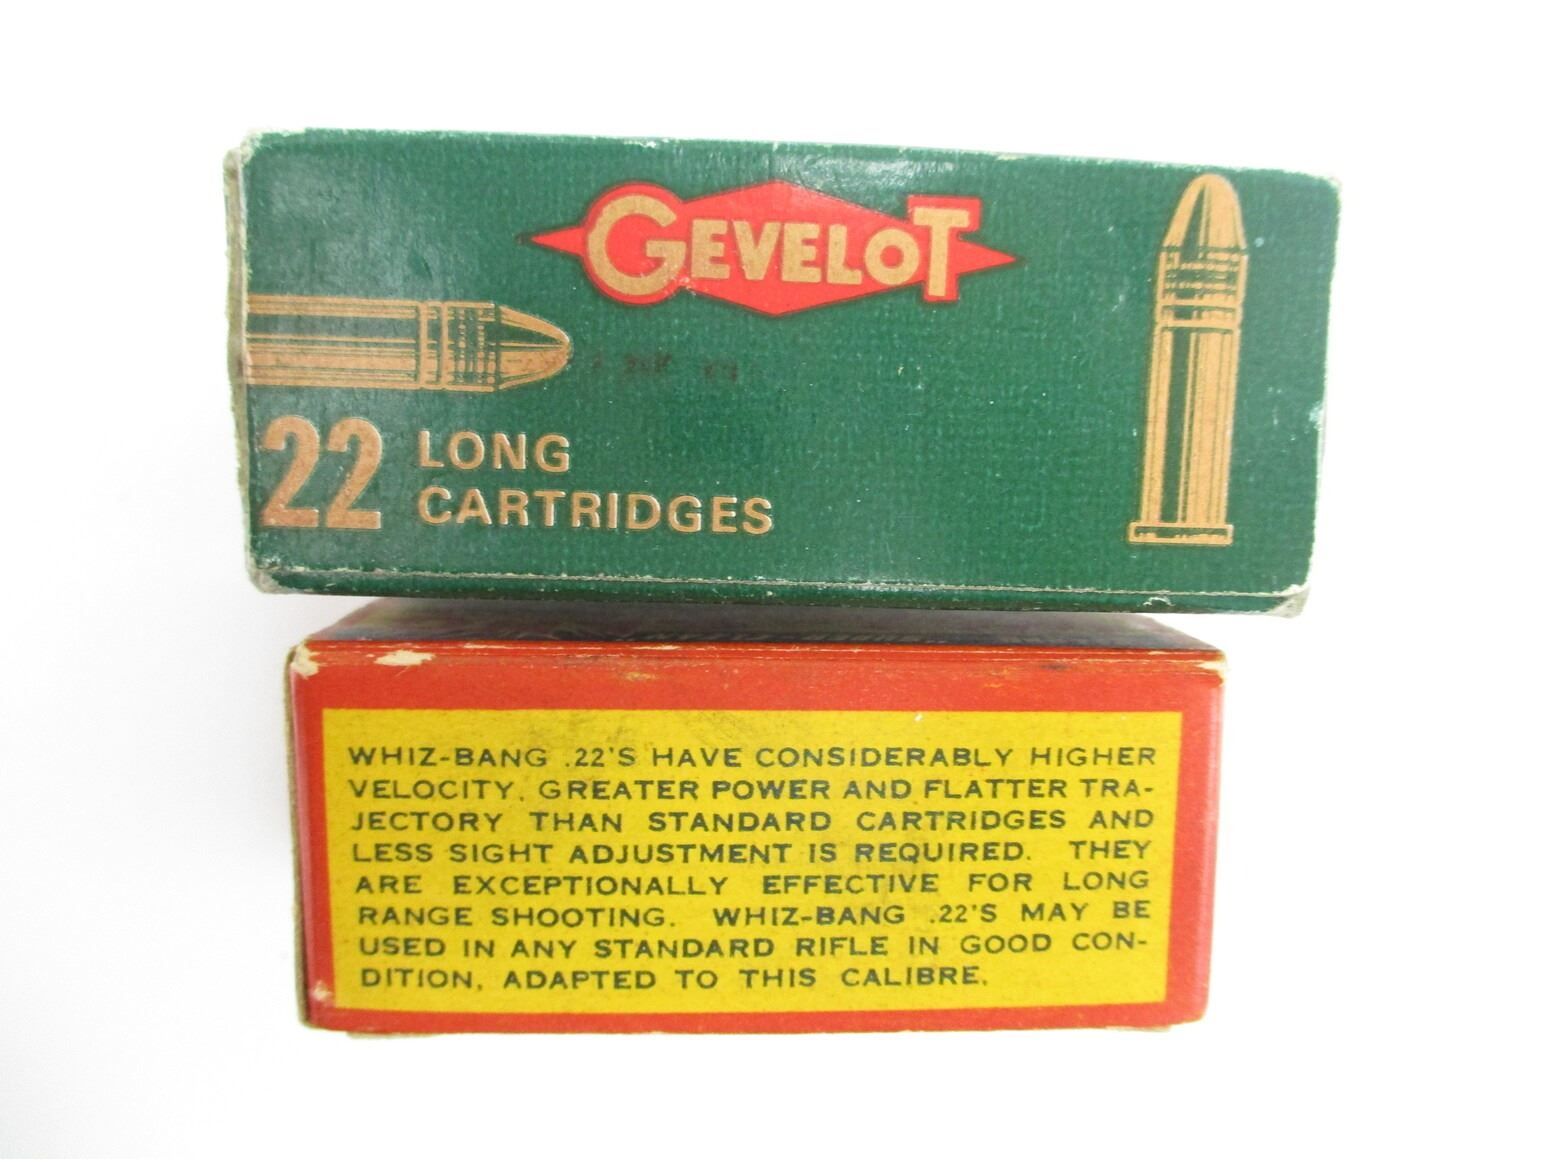 GEVELOT
22 LONG
CARTRIDGES
WHIZ-BANG .22'S HAVE CONSIDERABLY HIGHER
VELOCITY, GREATER POWER AND FLATTER TRA-
JECTORY THAN STANDARD CARTRIDGES AND
LESS SIGHT ADJUSTMENT IS REQUIRED. THEY
ARE EXCEPTIONALLY EFFECTIVE FOR LONG
RANGE SHOOTING. WHIZ-BANG .22'S MAY BE
USED IN ANY STANDARD RIFLE IN GOOD CON-
DITION, ADAPTED TO THIS CALIBRE.